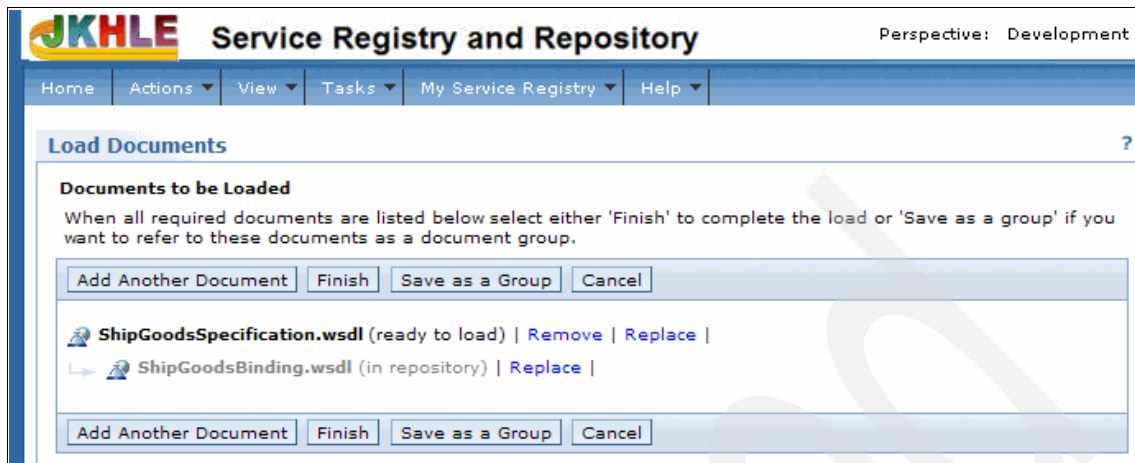 JKHLE Service Registry and Repository Perspective: Development
Home Actions View Tasks My Service Registry Help
Load Documents ?
Documents to be Loaded
When all required documents are listed below select either 'Finish' to complete the load or 'Save as a group' if you
want to refer to these documents as a document group.
Add Another Document Finish Save as a Group Cancel
ShipGoodsSpecification.wsdl (ready to load) | Remove | Replace |
ShipGoodsBinding.wsdl (in repository) | Replace |
Add Another Document Finish Save as a Group Cancel